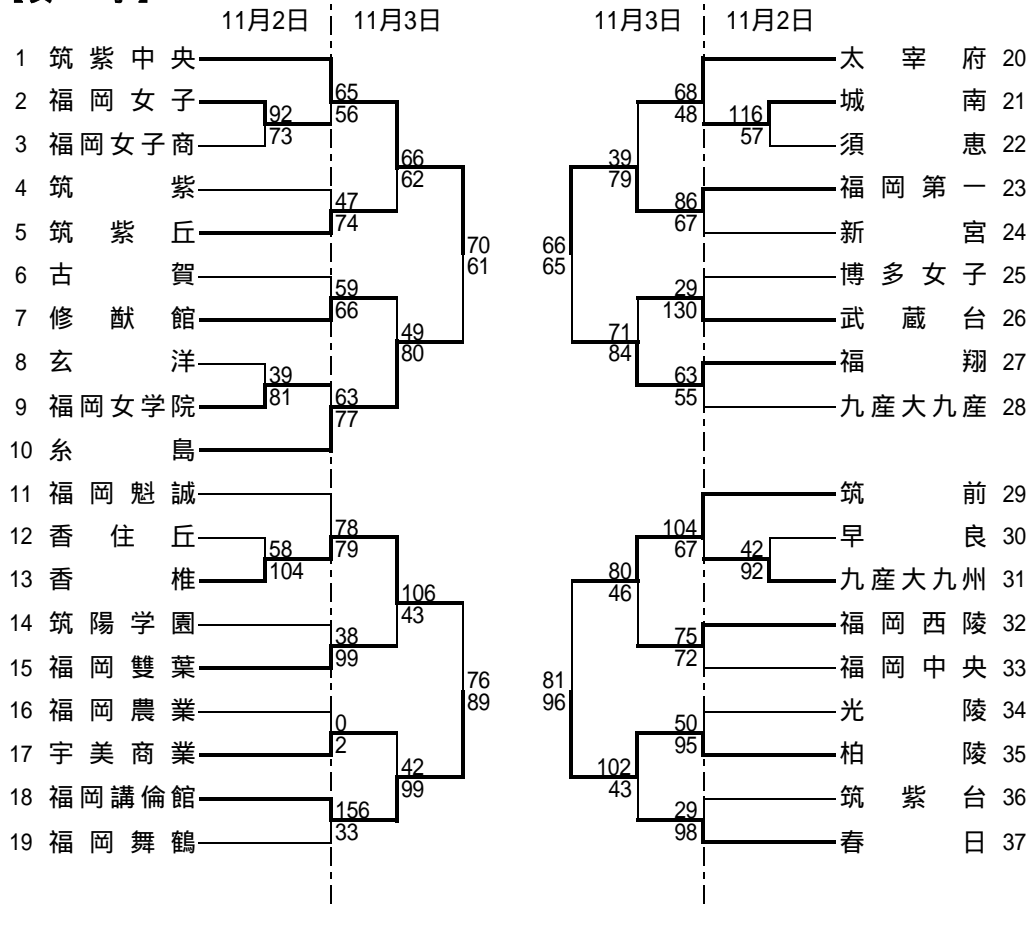 11月2日 11月3日 11月3日 11月2日
1 筑紫中央
2 福岡女子
3 福岡女子商
4 筑紫
5 筑紫丘
6 古賀
7 修猷館
8 玄洋
9 福岡女学院
10 糸島
11 福岡魁誠
12 香住丘
13 香椎
14 筑陽学園
15 福岡雙葉
16 福岡農業
17 宇美商業
18 福岡講倫館
19 福岡舞鶴
92
73
39
81
58
104
65
56
47
74
59
66
63
77
78
79
38
99
0
2
156
33
66
62
49
80
106
43
42
99
70
61
76
89
66
65
81
96
39
79
71
84
80
46
102
43
68
48
86
67
29
130
63
55
104
67
75
72
50
95
29
98
116
57
42
92
太宰府 20
城南 21
須恵 22
福岡第一 23
新宮 24
博多女子 25
武蔵台 26
福翔 27
九産大九産 28
筑前 29
早良 30
九産大九州 31
福岡西陵 32
福岡中央 33
光陵 34
柏陵 35
筑紫台 36
春日 37